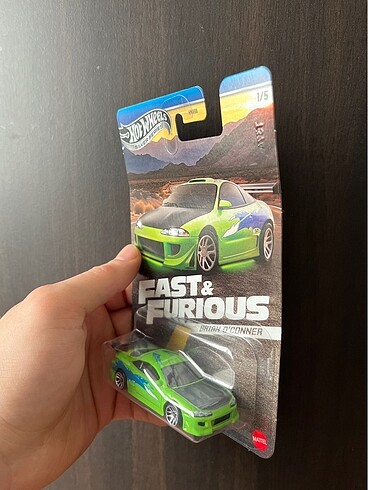 HOT WHEELS
1/5
FAST &
FURIOUS
BRIAN O'CONNER
MATTEL